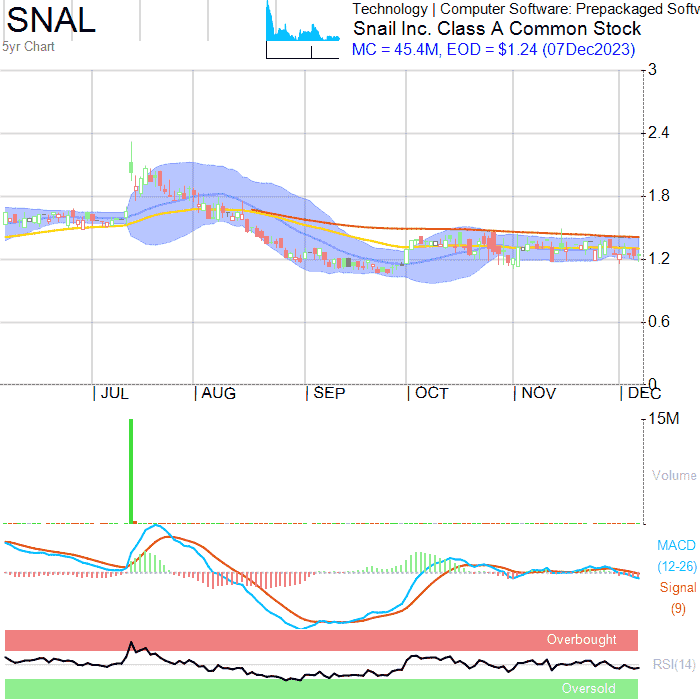 SNAL
5yr Chart
Technology | Computer Software: Prepackaged Softw
Snail Inc. Class A Common Stock
MC = 45.4M, EOD = $1.24 (07Dec2023)
3
2.4
1.8
1.2
0.6
0
JUL AUG SEP OCT NOV DEC
15M
Volume
MACD
(12-26)
Signal
(9)
Overbought
RSI(14)
Oversold